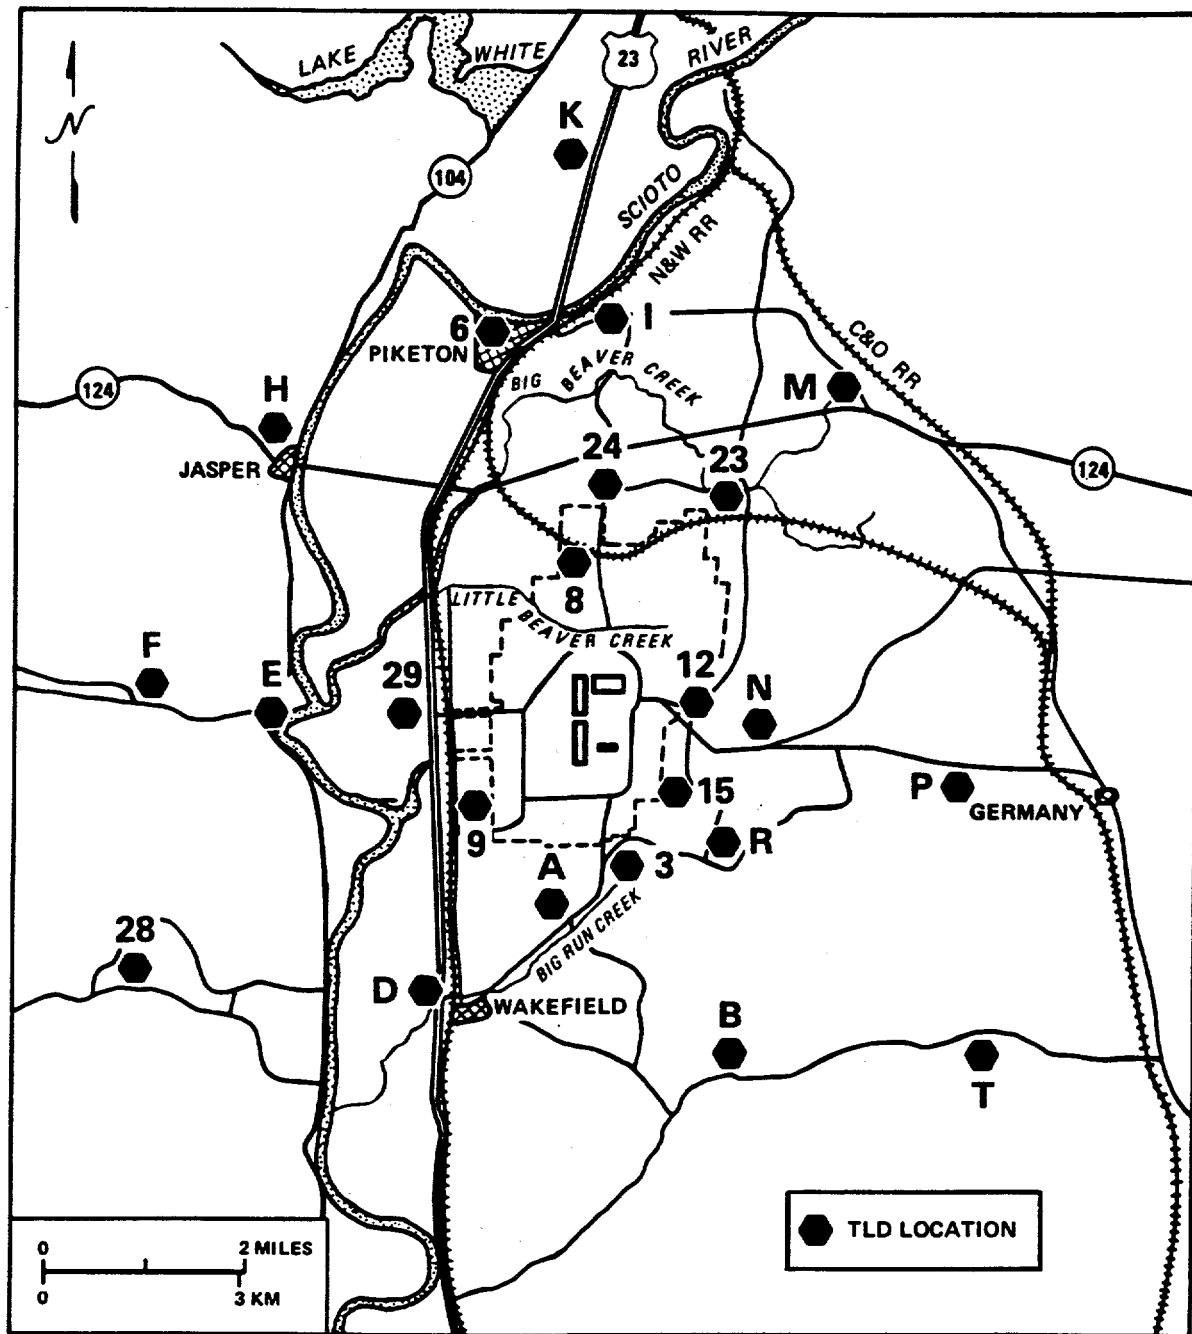 LAKE WHITE
23
RIVER
N
K
104
SCIOTO
N&W RR
6
I
PIKETON
C&O RR
BIG BEAVER CREEK
124
H
M
JASPER
24
23
124
8
LITTLE BEAVER CREEK
F
E
29
12
N
P
15
GERMANY
9
R
A
3
28
BIG RUN CREEK
D
WAKEFIELD
B
T
TLD LOCATION
0 2 MILES
0 3 KM